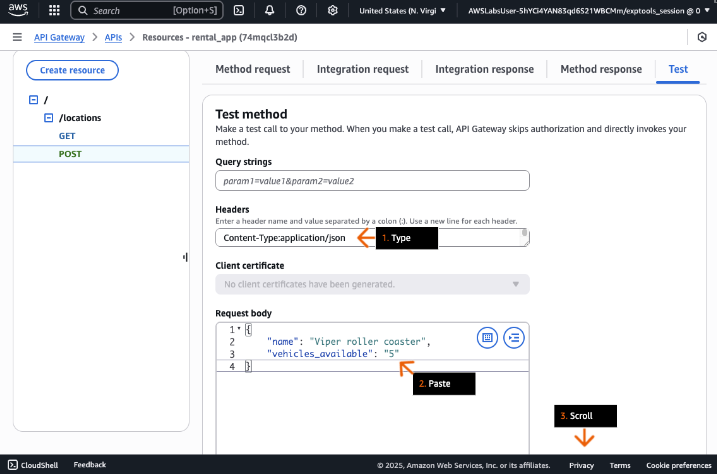 aws
Search
[Option+S]
United States (N. Virgi
AWSLabsUser-5hYCi4YAN83qd6S21WBCMm/exptools_session @ 0
API Gateway
APIs
Resources - rental_app (74mqcl3b2d)
Create resource
/
/locations
GET
POST
Method request
Integration request
Integration response
Method response
Test
Test method
Make a test call to your method. When you make a test call, API Gateway skips authorization and directly invokes your
method.
Query strings
param1=value1&param2=value2
Headers
Enter a header name and value separated by a colon (:). Use a new line for each header.
Content-Type:application/json
1. Type
Client certificate
No client certificates have been generated.
Request body
1 {
2 "name": "Viper roller coaster",
3 "vehicles_available": "5"
4 }
2. Paste
3. Scroll
CloudShell
Feedback
© 2025, Amazon Web Services, Inc. or its affiliates.
Privacy
Terms
Cookie preferences